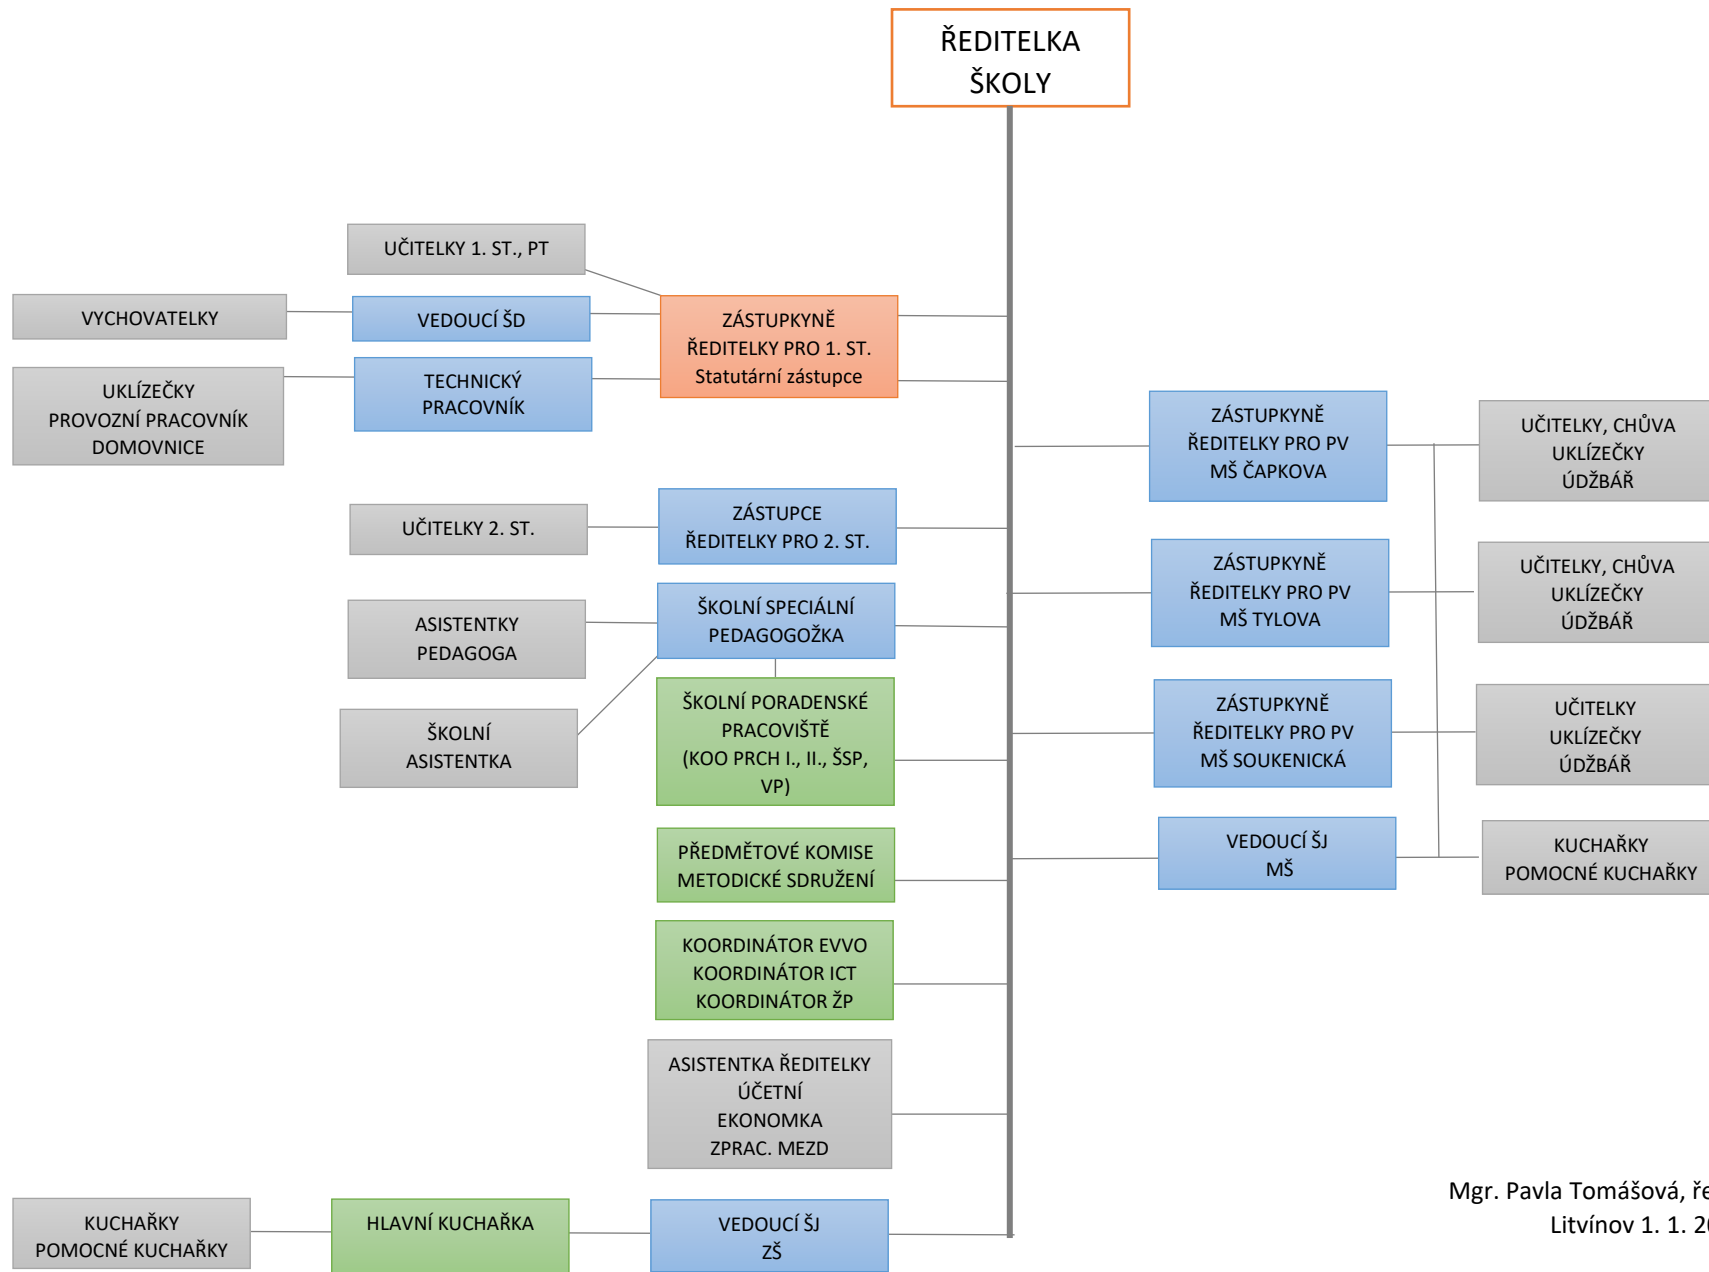 ŘEDITELKA
ŠKOLY
UČITELKY 1. ST., PT
VYCHOVATELKY
VEDOUCÍ ŠD
ZÁSTUPKYNĚ
ŘEDITELKY PRO 1. ST.
Statutární zástupce
UKLÍZEČKY
PROVOZNÍ PRACOVNÍK
DOMOVNICE
TECHNICKÝ
PRACOVNÍK
ZÁSTUPKYNĚ
ŘEDITELKY PRO PV
MŠ ČAPKOVA
UČITELKY, CHŮVA
UKLÍZEČKY
ÚDŽBÁŘ
UČITELKY 2. ST.
ZÁSTUPCE
ŘEDITELKY PRO 2. ST.
ZÁSTUPKYNĚ
ŘEDITELKY PRO PV
MŠ TYLOVA
UČITELKY, CHŮVA
UKLÍZEČKY
ÚDŽBÁŘ
ASISTENTKY
PEDAGOGA
ŠKOLNÍ SPECIÁLNÍ
PEDAGOGOŽKA
ŠKOLNÍ
ASISTENTKA
ŠKOLNÍ PORADENSKÉ
PRACOVIŠTĚ
(KOO PRCH I., II., ŠSP,
VP)
ZÁSTUPKYNĚ
ŘEDITELKY PRO PV
MŠ SOUKENICKÁ
UČITELKY
UKLÍZEČKY
ÚDŽBÁŘ
PŘEDMĚTOVÉ KOMISE
METODICKÉ SDRUŽENÍ
VEDOUCÍ ŠJ
MŠ
KUCHAŘKY
POMOCNÉ KUCHAŘKY
KOORDINÁTOR EVVO
KOORDINÁTOR ICT
KOORDINÁTOR ŽP
ASISTENTKA ŘEDITELKY
ÚČETNÍ
EKONOMKA
ZPRAC. MEZD
KUCHAŘKY
POMOCNÉ KUCHAŘKY
HLAVNÍ KUCHAŘKA
VEDOUCÍ ŠJ
ZŠ
Mgr. Pavla Tomášová,
Litvínov 1. 1.